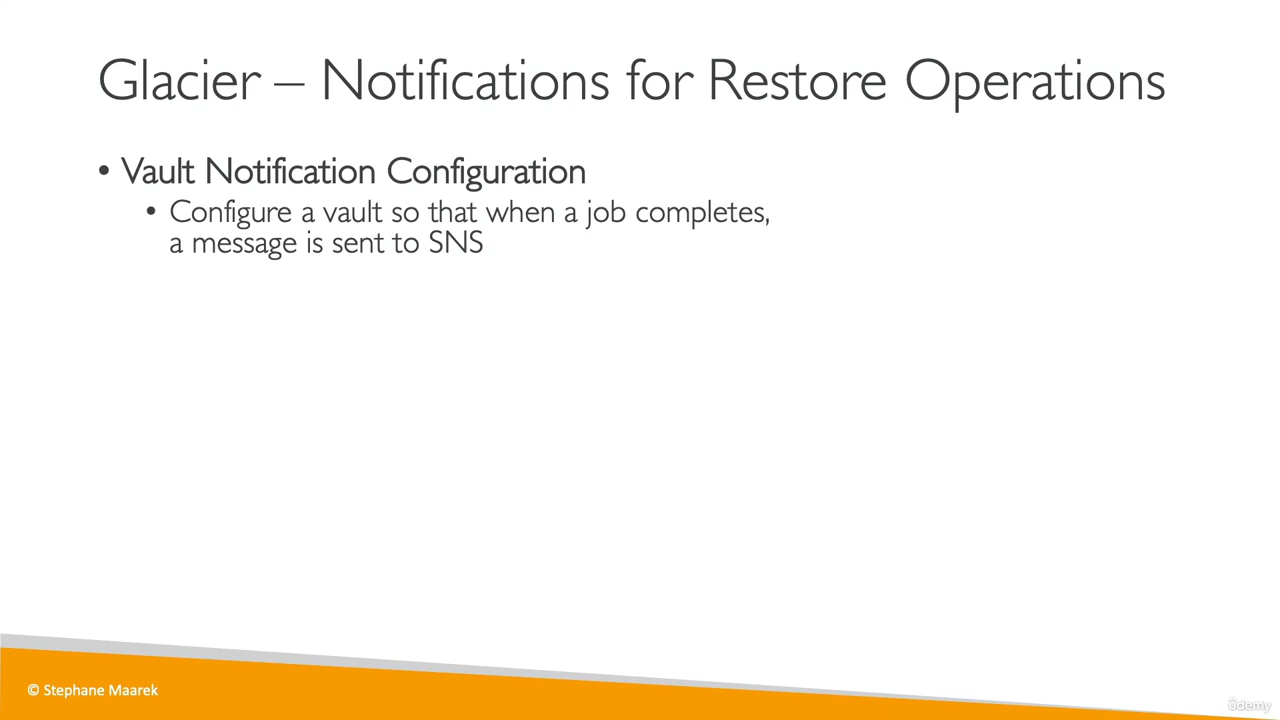 Glacier – Notifications for Restore Operations
• Vault Notification Configuration
• Configure a vault so that when a job completes,
a message is sent to SNS
© Stephane Maarek
ûdemy